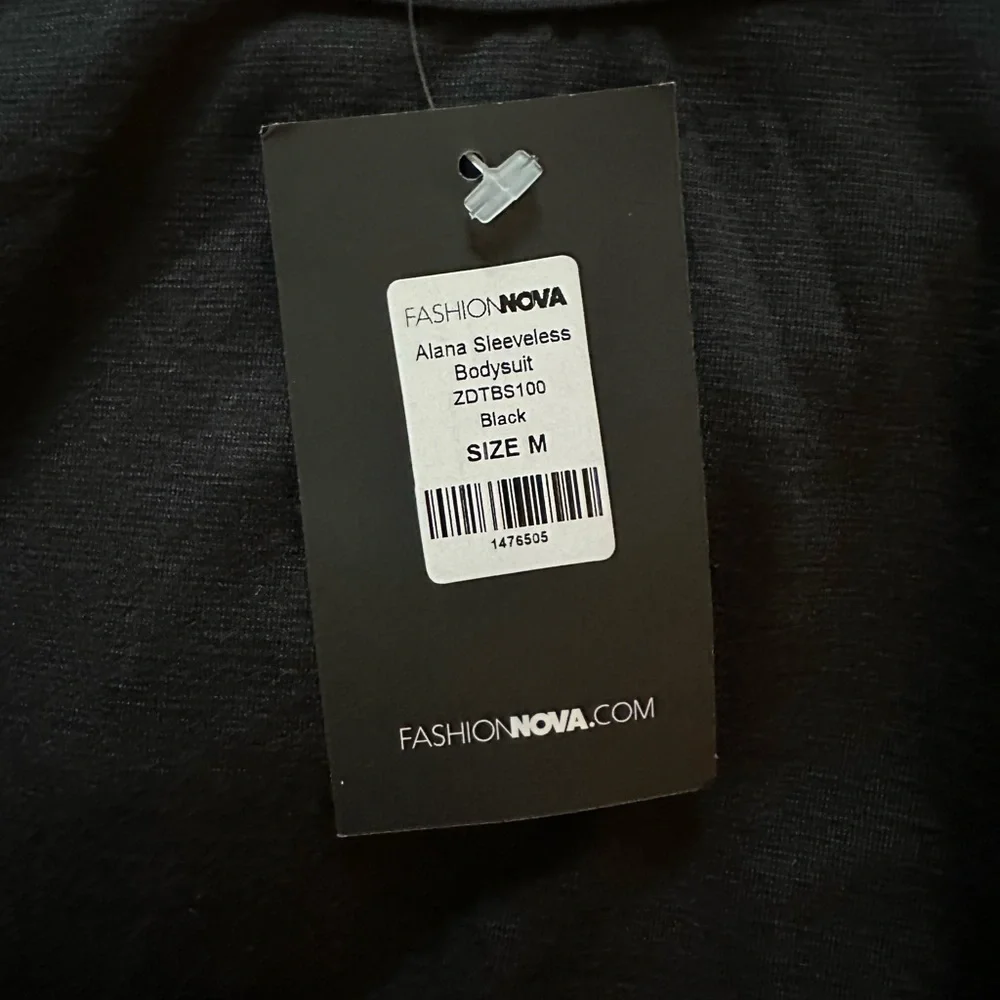 FASHIONNOVA
Alana Sleeveless
Bodysuit
ZDTBS100
Black
SIZE M
1476505
FASHIONNOVA.COM